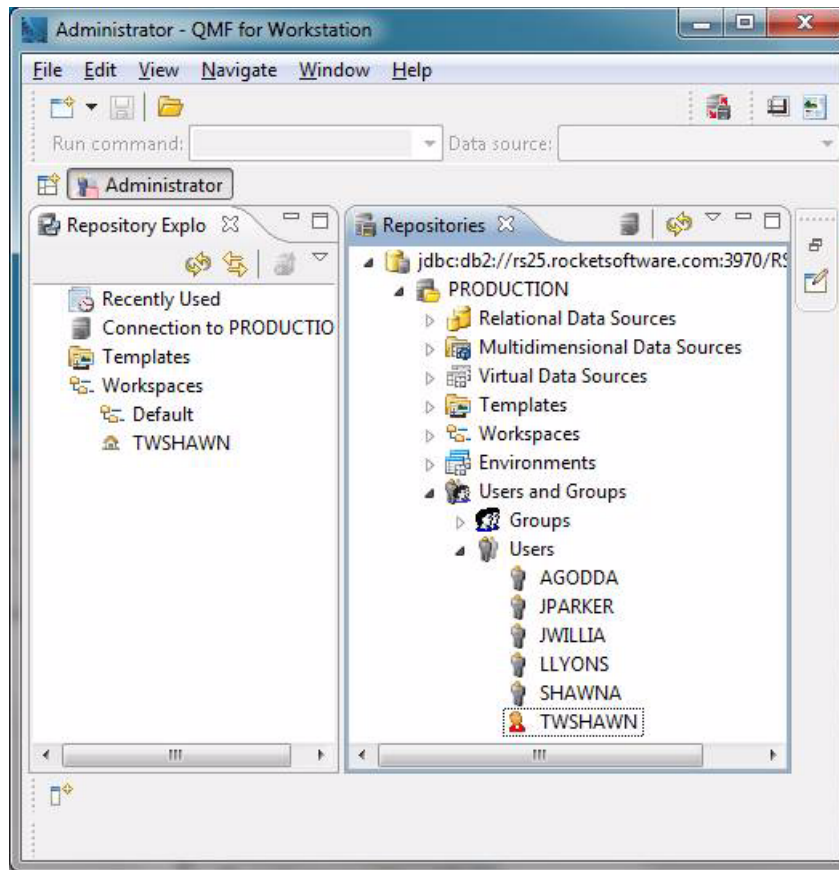 Administrator - QMF for Workstation
File Edit View Navigate Window Help
Run command: Data source:
Administrator
Repository Explo
Recently Used
Connection to PRODUCTIO
Templates
Workspaces
Default
TWSHAWN
Repositories
jdbc:db2://rs25.rocketsoftware.com:3970/RS
PRODUCTION
Relational Data Sources
Multidimensional Data Sources
Virtual Data Sources
Templates
Workspaces
Environments
Users and Groups
Groups
Users
AGODDA
JPARKER
JWILLIA
LLYONS
SHAWNA
TWSHAWN